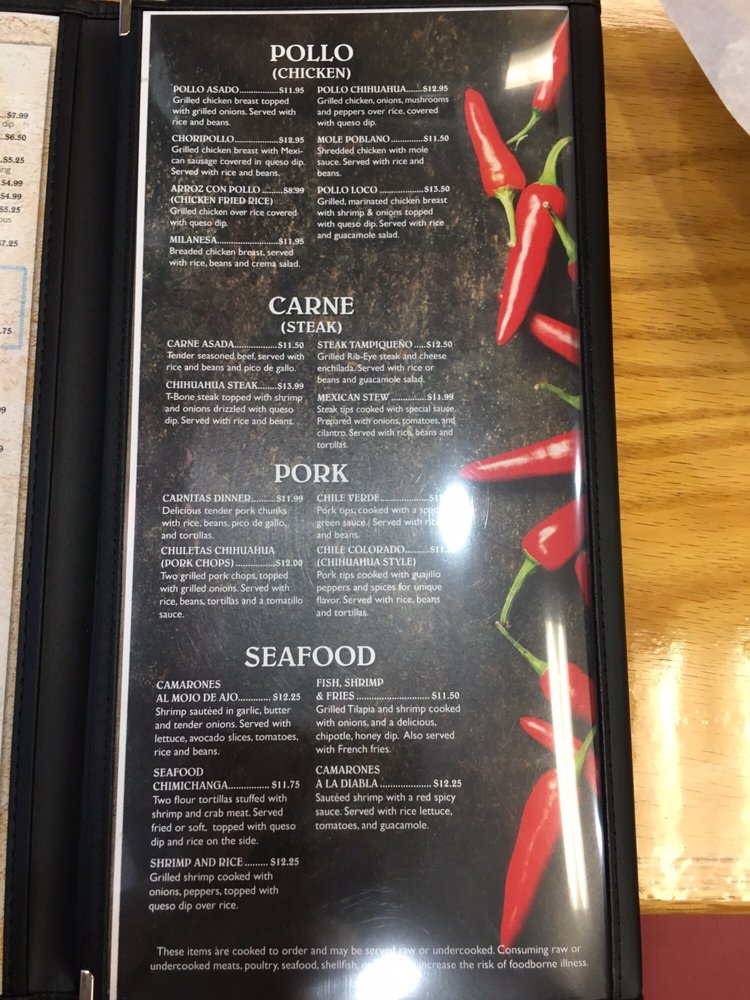 ...$7.99
dip
..$6.50
$5.25
ing
$4.99
$4.99
$5.25
ous
$7.25
.75
POLLO
(CHICKEN)
POLLO ASADO.................$11.95
Grilled chicken breast topped
with grilled onions. Served with
rice and beans.
CHORIPOLLO..................$12.95
Grilled chicken breast with Mexi-
can sausage covered in queso dip.
Served with rice and beans.
ARROZ CON POLLO .........$8.99
(CHICKEN FRIED RICE)
Grilled chicken over rice covered
with queso dip.
MILANESA.........................$11.95
Breaded chicken breast, served
with rice, beans and crema salad.
POLLO CHIHUAHUA.......$12.95
Grilled chicken, onions, mushrooms
and peppers over rice, covered
with queso dip.
MOLE POBLANO..............$11.50
Shredded chicken with mole
sauce. Served with rice and
beans.
POLLO LOCO ...................$13.50
Grilled, marinated chicken breast
with shrimp & onions topped
with queso dip. Served with rice
and guacamole salad.
CARNE
(STEAK)
CARNE ASADA...................$11.50
Tender seasoned beef, served with
rice and beans and pico de gallo.
CHIHUAHUA STEAK........$13.99
T-Bone steak topped with shrimp
and onions drizzled with queso
dip. Served with rice and beans.
STEAK TAMPIQUEÑO .....$12.50
Grilled Rib-Eye steak and cheese
enchilada. Served with rice or
beans and guacamole salad.
MEXICAN STEW ................$11.99
Steak tips cooked with special sauce.
Prepared with onions, tomatoes, and
cilantro. Served with rice, beans and
tortillas.
PORK
CARNITAS DINNER..........$11.99
Delicious tender pork chunks
with rice, beans, pico de gallo,
and tortillas.
CHULETAS CHIHUAHUA
(PORK CHOPS) .................$12.00
Two grilled pork chops, topped
with grilled onions. Served with
rice, beans, tortillas and a tomatillo
sauce.
CHILE VERDE.....................
Pork tips, cooked with a
green sauce. Served with
and beans.
CHILE COLORADO..........$11.
(CHIHUAHUA STYLE)
Pork tips cooked with guajillo
peppers and spices for unique
flavor. Served with rice, beans
and tortillas.
SEAFOOD
CAMARONES
AL MOJO DE AJO............. $12.25
Shrimp sautéed in garlic, butter
and tender onions. Served with
lettuce, avocado slices, tomatoes,
rice and beans.
SEAFOOD
CHIMICHANGA................ $11.75
Two flour tortillas stuffed with
shrimp and crab meat. Served
fried or soft, topped with queso
dip and rice on the side.
SHRIMP AND RICE ......... $12.25
Grilled shrimp cooked with
onions, peppers, topped with
queso dip over rice.
FISH, SHRIMP
& FRIES ............................ $11.50
Grilled Tilapia and shrimp cooked
with onions, and a delicious,
chipotle, honey dip. Also served
with French fries.
CAMARONES
A LA DIABLA .................... $12.25
Sautéed shrimp with a red spicy
sauce. Served with rice lettuce,
tomatoes, and guacamole.
These items are cooked to order and may be served raw or undercooked. Consuming raw or
undercooked meats, poultry, seafood, shellfish, increase the risk of foodborne illness.